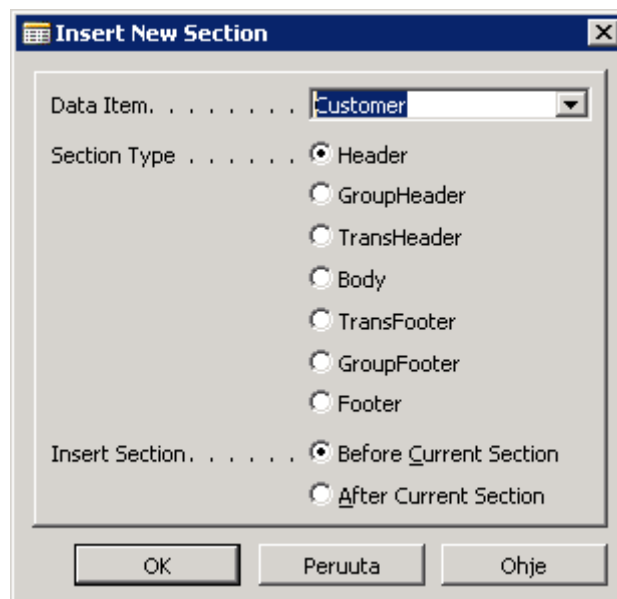 Insert New Section
Data Item. . . . . . . . Customer
Section Type . . . . . . Header
GroupHeader
TransHeader
Body
TransFooter
GroupFooter
Footer
Insert Section. . . . . . Before Current Section
After Current Section
OK Peruuta Ohje